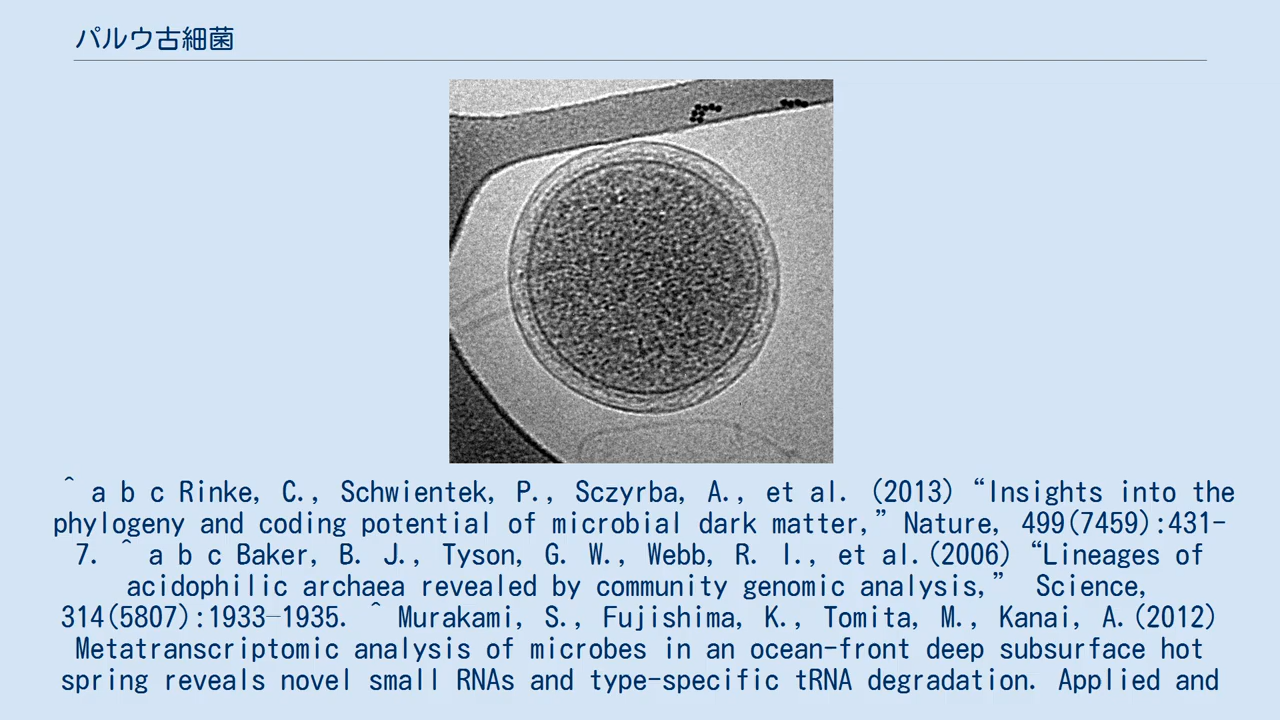 パルウ古細菌
^ a b c Rinke, C., Schwientek, P., Sczyrba, A., et al. (2013) “Insights into the
phylogeny and coding potential of microbial dark matter,” Nature, 499(7459):431-
7. ^ a b c Baker, B. J., Tyson, G. W., Webb, R. I., et al.(2006) “Lineages of
acidophilic archaea revealed by community genomic analysis,” Science,
314(5807):1933–1935. ^ Murakami, S., Fujishima, K., Tomita, M., Kanai, A.(2012)
Metatranscriptomic analysis of microbes in an ocean-front deep subsurface hot
spring reveals novel small RNAs and type-specific tRNA degradation. Applied and